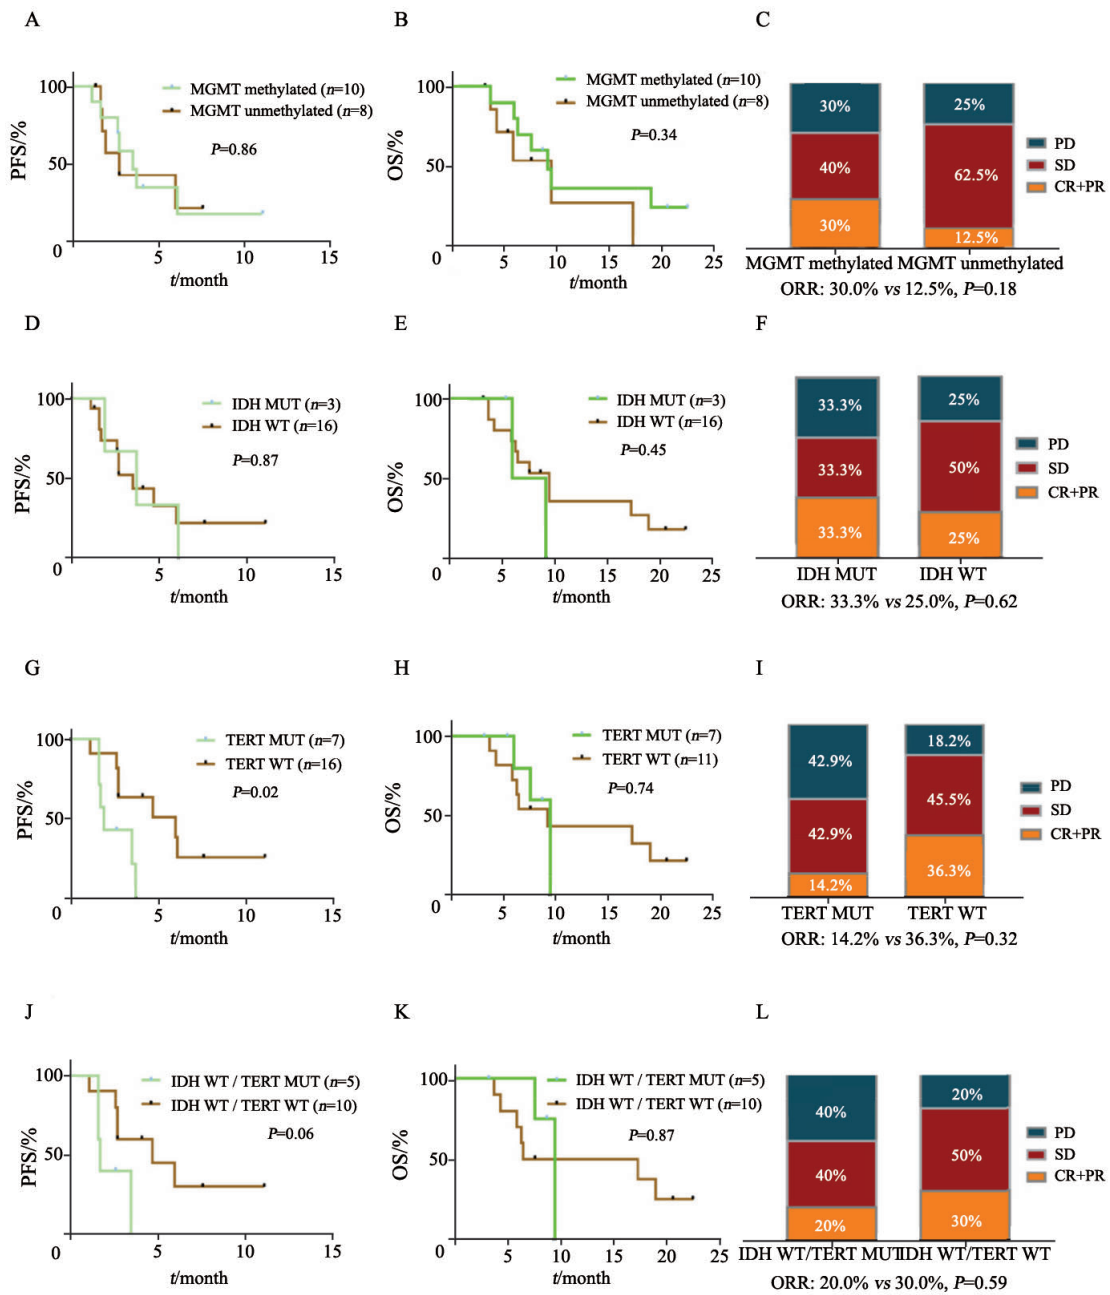 A
PFS/%
100
50
0
5
10
15
t/month
MGMT methylated (n=10)
MGMT unmethylated (n=8)
P=0.86
B
OS/%
100
50
0
5
10
15
20
25
t/month
MGMT methylated (n=10)
MGMT unmethylated (n=8)
P=0.34
C
30%
40%
30%
25%
62.5%
12.5%
PD
SD
CR+PR
MGMT methylated MGMT unmethylated
ORR: 30.0% vs 12.5%, P=0.18
D
PFS/%
100
50
0
5
10
15
t/month
IDH MUT (n=3)
IDH WT (n=16)
P=0.87
E
OS/%
100
50
0
5
10
15
20
25
t/month
IDH MUT (n=3)
IDH WT (n=16)
P=0.45
F
33.3%
33.3%
33.3%
25%
50%
25%
PD
SD
CR+PR
IDH MUT IDH WT
ORR: 33.3% vs 25.0%, P=0.62
G
PFS/%
100
50
0
5
10
15
t/month
TERT MUT (n=7)
TERT WT (n=16)
P=0.02
H
OS/%
100
50
0
5
10
15
20
25
t/month
TERT MUT (n=7)
TERT WT (n=11)
P=0.74
I
42.9%
42.9%
14.2%
18.2%
45.5%
36.3%
PD
SD
CR+PR
TERT MUT TERT WT
ORR: 14.2% vs 36.3%, P=0.32
J
PFS/%
100
50
0
5
10
15
t/month
IDH WT / TERT MUT (n=5)
IDH WT / TERT WT (n=10)
P=0.06
K
OS/%
100
50
0
5
10
15
20
25
t/month
IDH WT / TERT MUT (n=5)
IDH WT / TERT WT (n=10)
P=0.87
L
40%
40%
20%
20%
50%
30%
PD
SD
CR+PR
IDH WT/TERT MUT IDH WT/TERT WT
ORR: 20.0% vs 30.0%, P=0.59